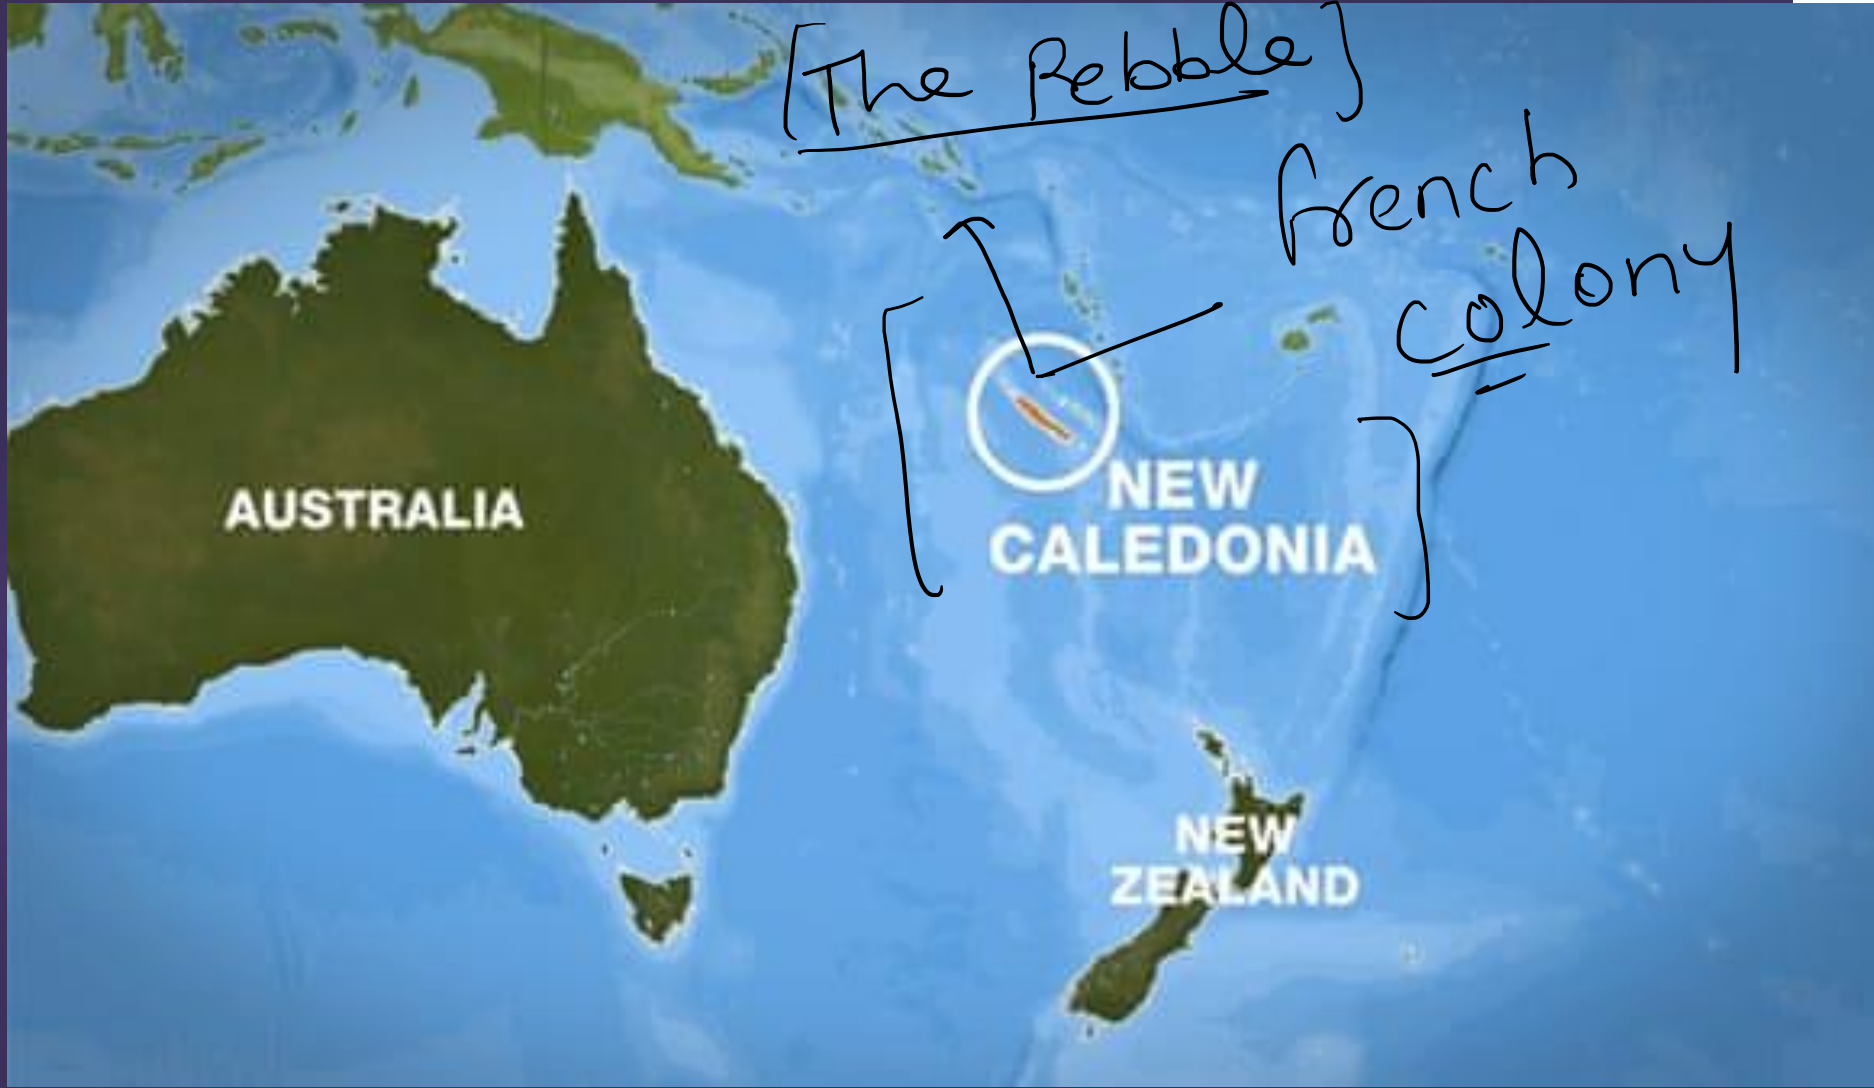 [The Pebble]
french
colony
AUSTRALIA
NEW
CALEDONIA
NEW
ZEALAND